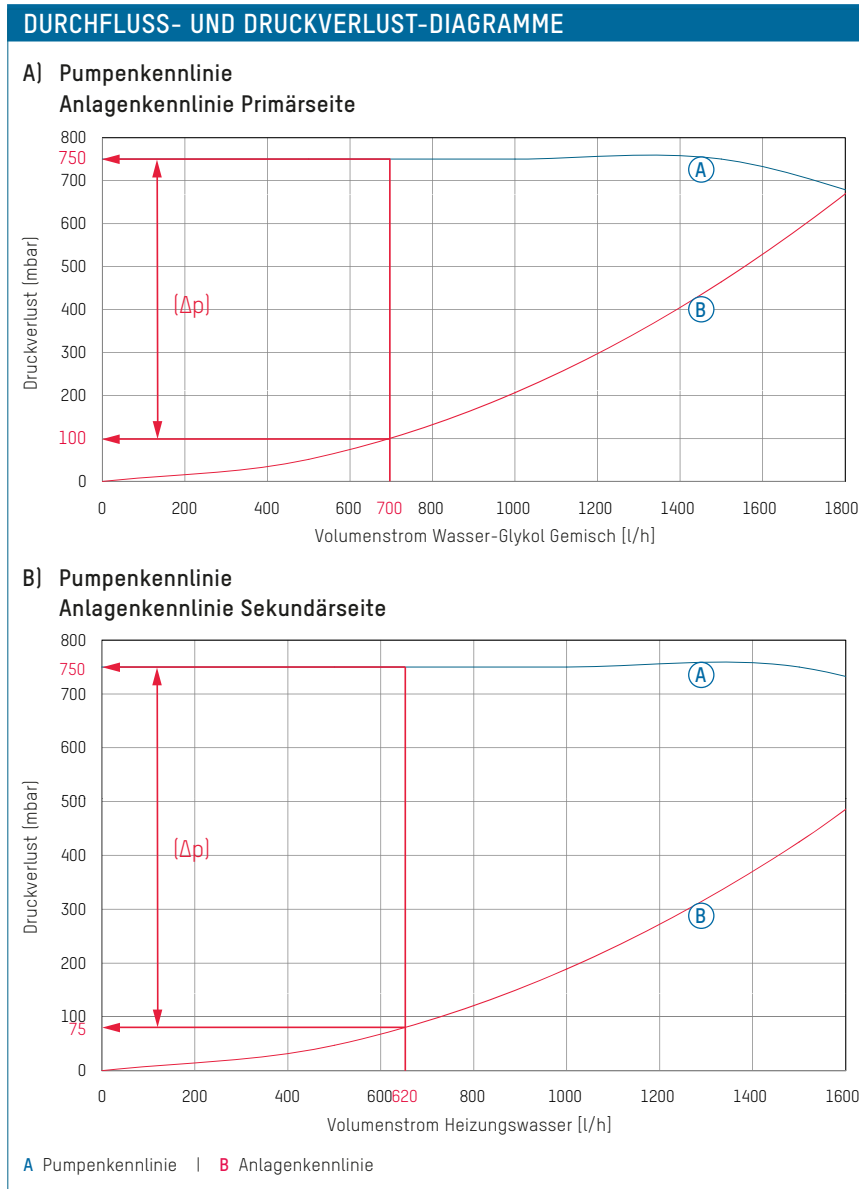 DURCHFLUSS- UND DRUCKVERLUST-DIAGRAMME
A) Pumpenkennlinie
Anlagenkennlinie Primärseite
800
750
700
600
500
400
300
200
100
0
Druckverlust (mbar)
(Δp)
A
B
0 200 400 600 700 800 1000 1200 1400 1600 1800
Volumenstrom Wasser-Glykol Gemisch [l/h]
B) Pumpenkennlinie
Anlagenkennlinie Sekundärseite
800
750
700
600
500
400
300
200
100
75
0
Druckverlust (mbar)
(Δp)
A
B
0 200 400 600 620 800 1000 1200 1400 1600
Volumenstrom Heizungswasser [l/h]
A Pumpenkennlinie | B Anlagenkennlinie